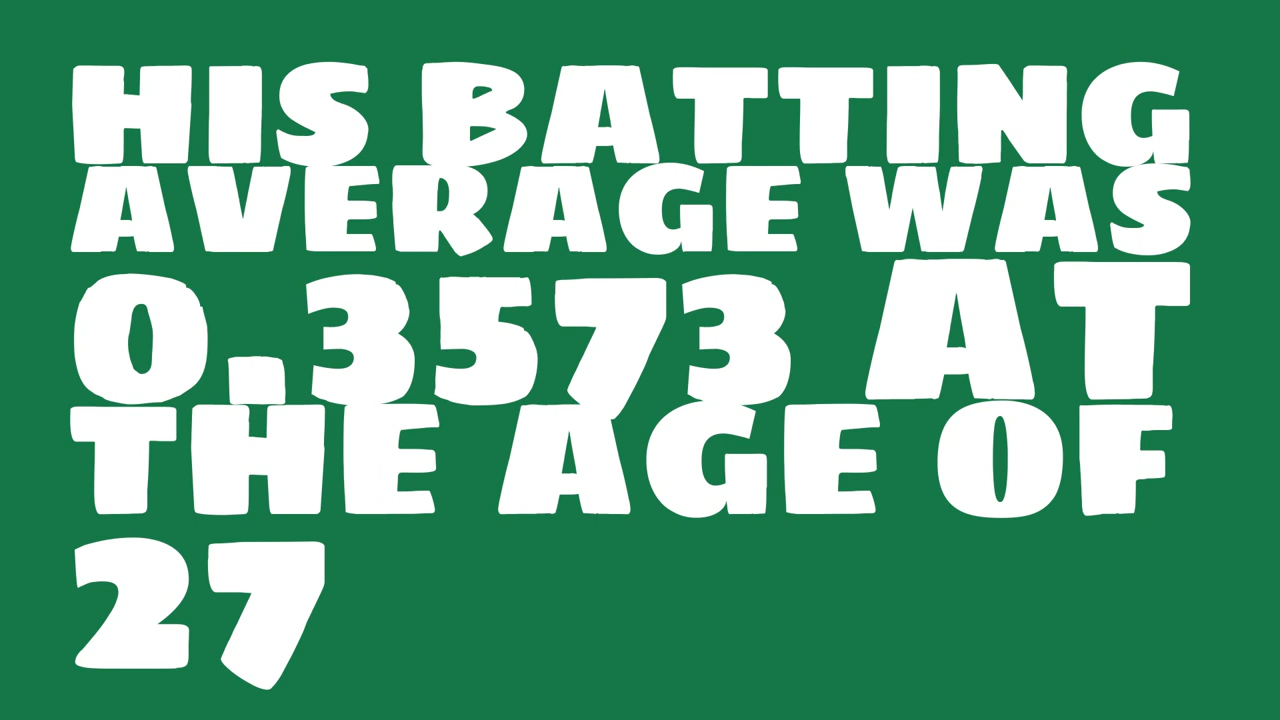 HIS BATTING
AVERAGE WAS
0.3573 AT
THE AGE OF
27